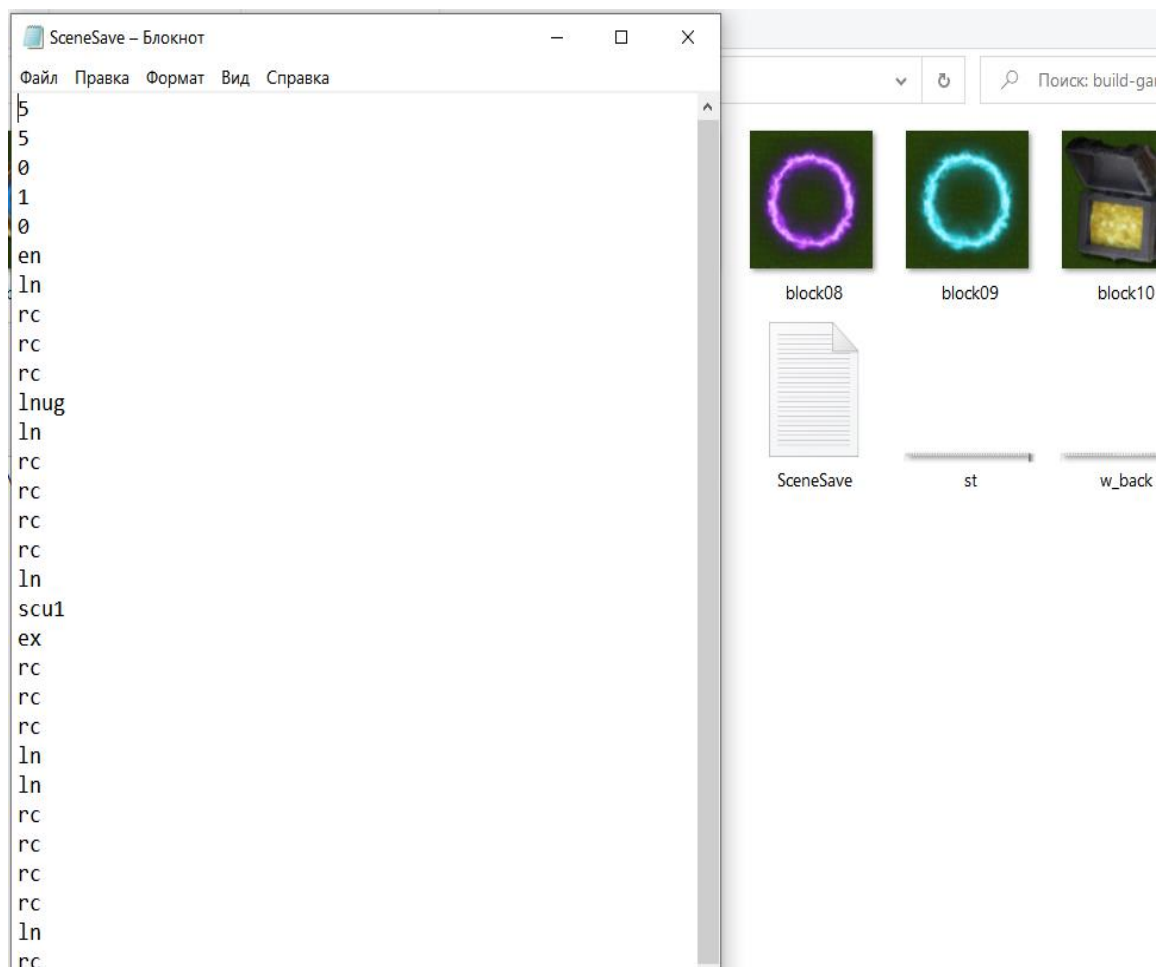 SceneSave – Блокнот
Файл Правка Формат Вид Справка
5
5
0
1
0
en
ln
rc
rc
rc
lnug
ln
rc
rc
rc
rc
ln
scu1
ex
rc
rc
rc
ln
ln
rc
rc
rc
rc
ln
rc
Поиск: build-gar
block08
block09
block10
SceneSave
st
w_back